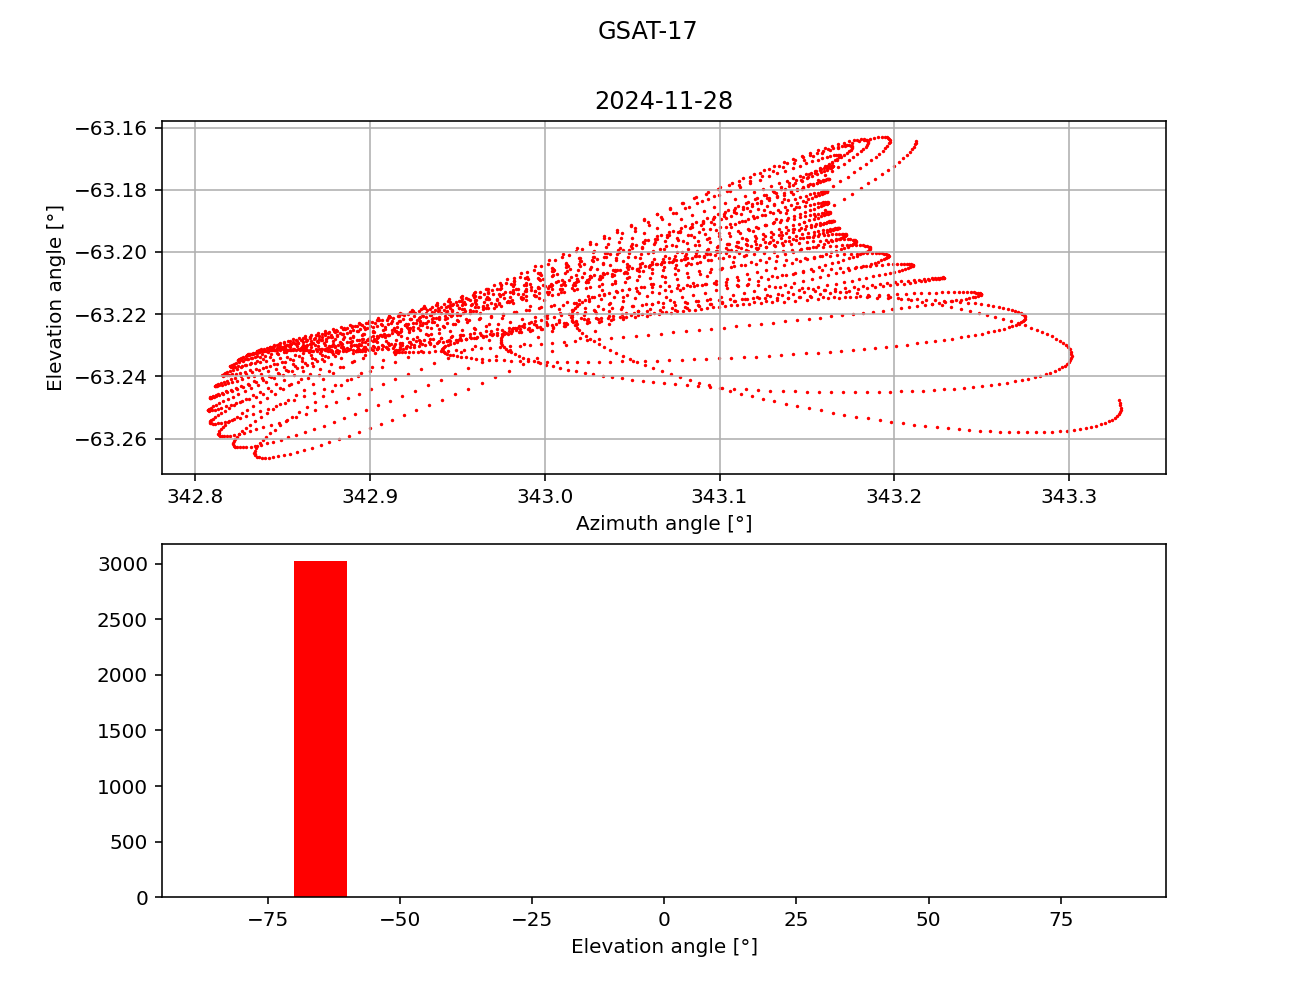 GSAT-17
2024-11-28
−63.16
−63.18
−63.20
−63.22
−63.24
−63.26
Elevation angle [°]
342.8 342.9 343.0 343.1 343.2 343.3
Azimuth angle [°]
3000
2500
2000
1500
1000
500
0
−75 −50 −25 0 25 50 75
Elevation angle [°]